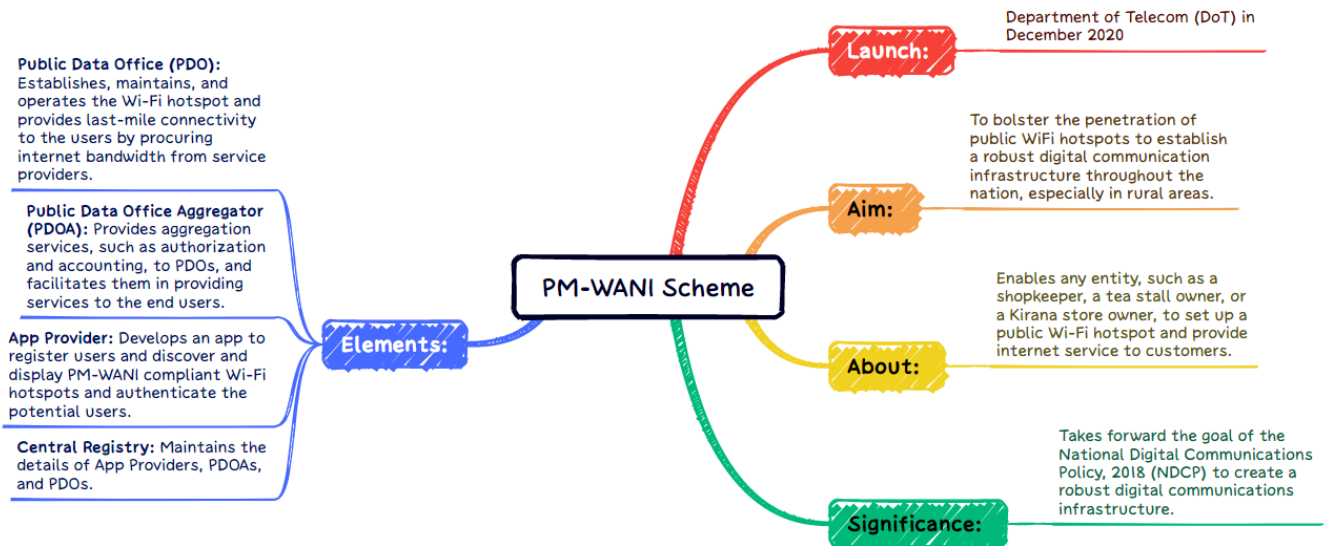 PM-WANI Scheme
Launch:
Department of Telecom (DoT) in
December 2020
Aim:
To bolster the penetration of
public WiFi hotspots to establish
a robust digital communication
infrastructure throughout the
nation, especially in rural areas.
About:
Enables any entity, such as a
shopkeeper, a tea stall owner, or
a Kirana store owner, to set up a
public Wi-Fi hotspot and provide
internet service to customers.
Significance:
Takes forward the goal of the
National Digital Communications
Policy, 2018 (NDCP) to create a
robust digital communications
infrastructure.
Elements:
Public Data Office (PDO):
Establishes, maintains, and
operates the Wi-Fi hotspot and
provides last-mile connectivity
to the users by procuring
internet bandwidth from service
providers.
Public Data Office Aggregator
(PDOA): Provides aggregation
services, such as authorization
and accounting, to PDOs, and
facilitates them in providing
services to the end users.
App Provider: Develops an app to
register users and discover and
display PM-WANI compliant Wi-Fi
hotspots and authenticate the
potential users.
Central Registry: Maintains the
details of App Providers, PDOAs,
and PDOs.